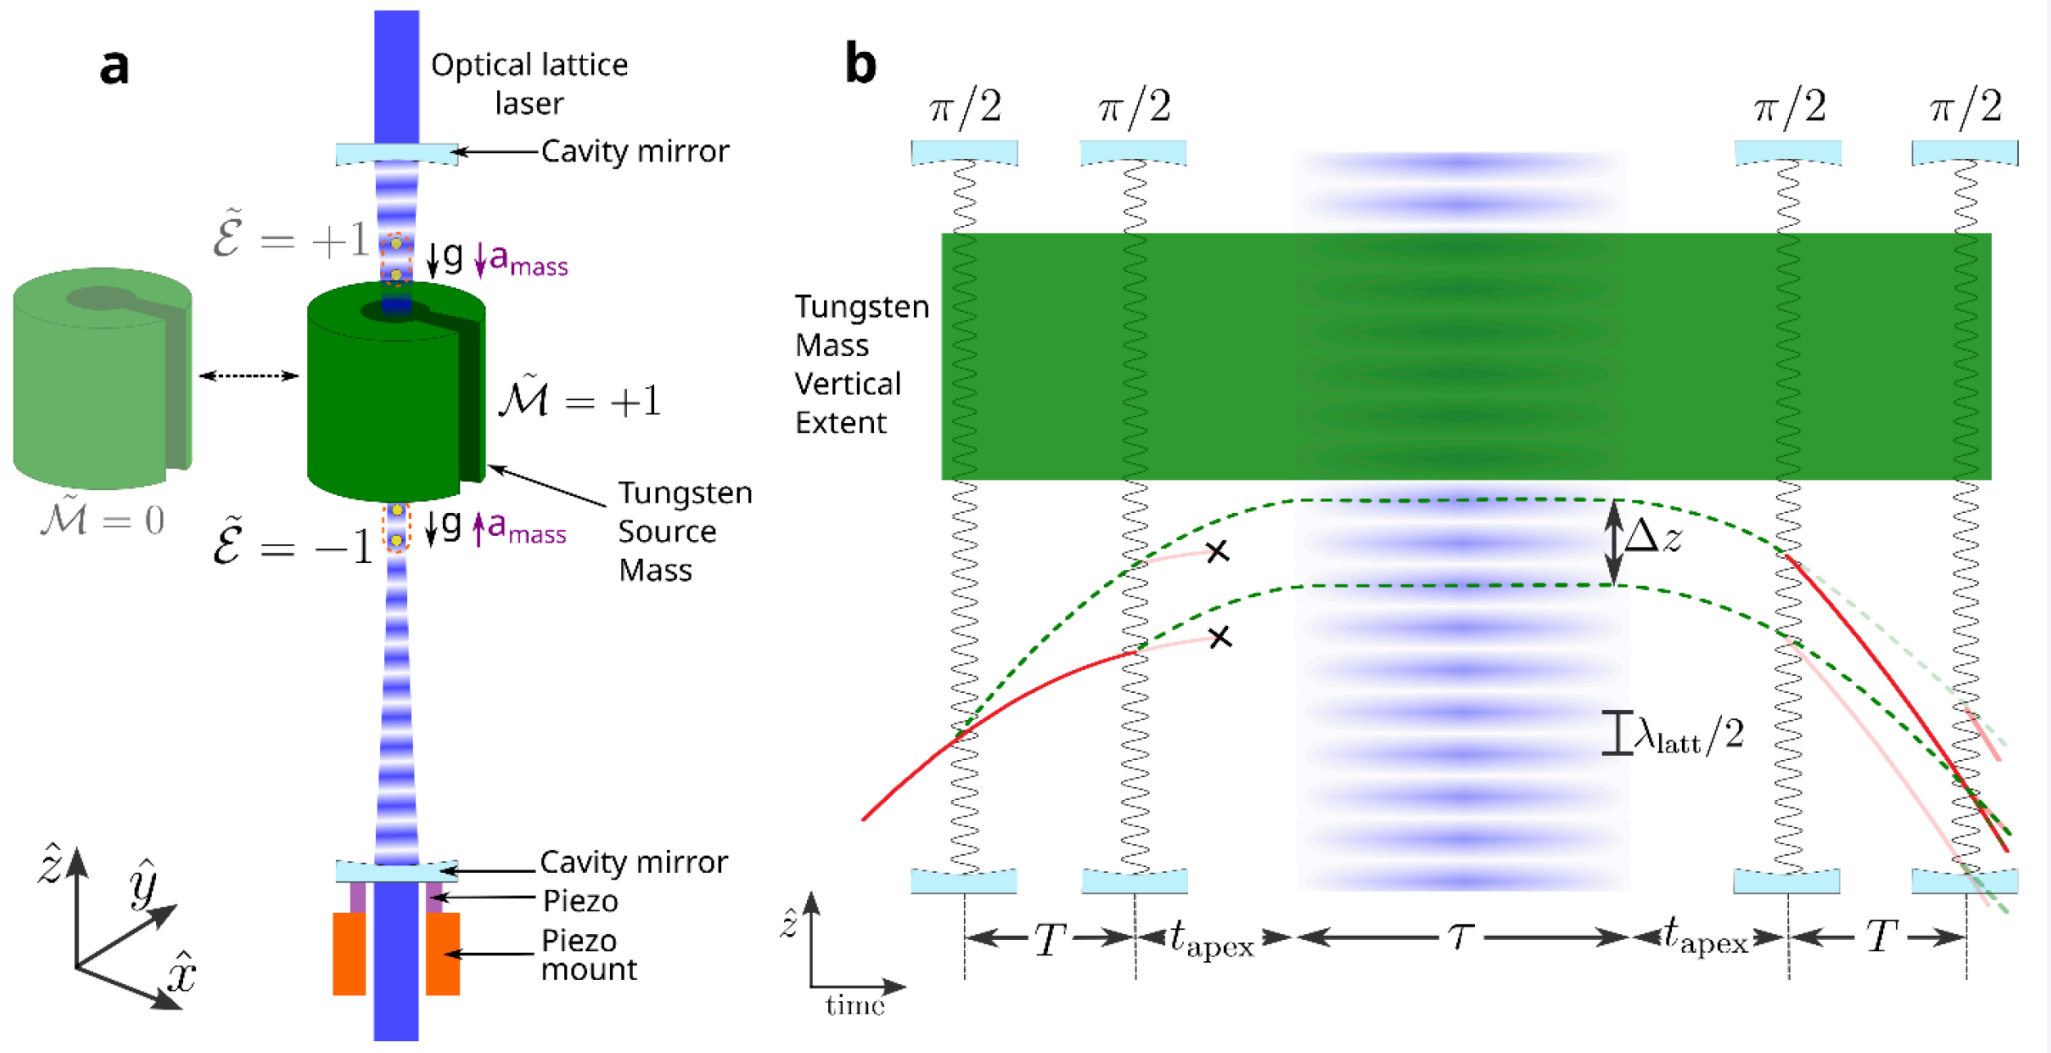 a
Optical lattice
laser
Cavity mirror
ℰ̃ = +1
g
a_mass
ℳ̃ = +1
ℳ̃ = 0
Tungsten
Source
Mass
ℰ̃ = −1
g
a_mass
Cavity mirror
Piezo
Piezo
mount
ẑ
ŷ
x̂
b
π/2
π/2
π/2
π/2
Tungsten
Mass
Vertical
Extent
Δz
λ_latt/2
T
t_apex
τ
t_apex
T
ẑ
time